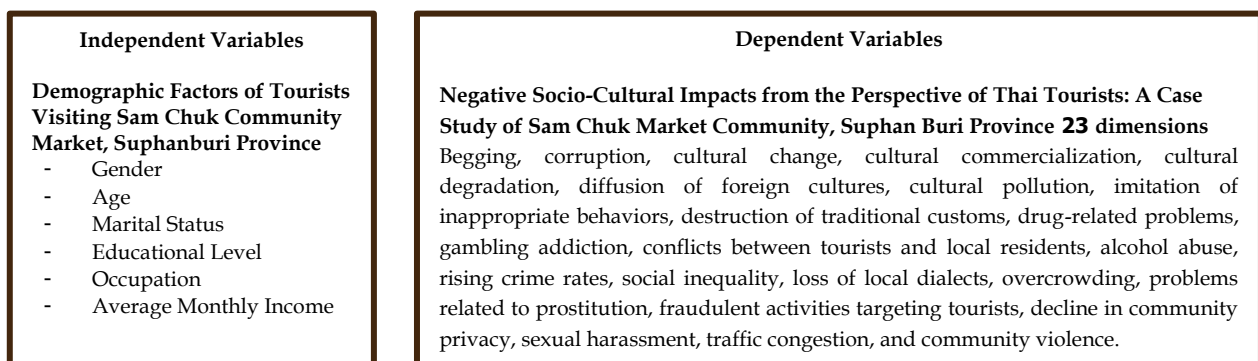 Independent Variables
Demographic Factors of Tourists
Visiting Sam Chuk Community
Market, Suphanburi Province
- Gender
- Age
- Marital Status
- Educational Level
- Occupation
- Average Monthly Income
Dependent Variables
Negative Socio-Cultural Impacts from the Perspective of Thai Tourists: A Case
Study of Sam Chuk Market Community, Suphan Buri Province 23 dimensions
Begging, corruption, cultural change, cultural commercialization, cultural
degradation, diffusion of foreign cultures, cultural pollution, imitation of
inappropriate behaviors, destruction of traditional customs, drug-related problems,
gambling addiction, conflicts between tourists and local residents, alcohol abuse,
rising crime rates, social inequality, loss of local dialects, overcrowding, problems
related to prostitution, fraudulent activities targeting tourists, decline in community
privacy, sexual harassment, traffic congestion, and community violence.